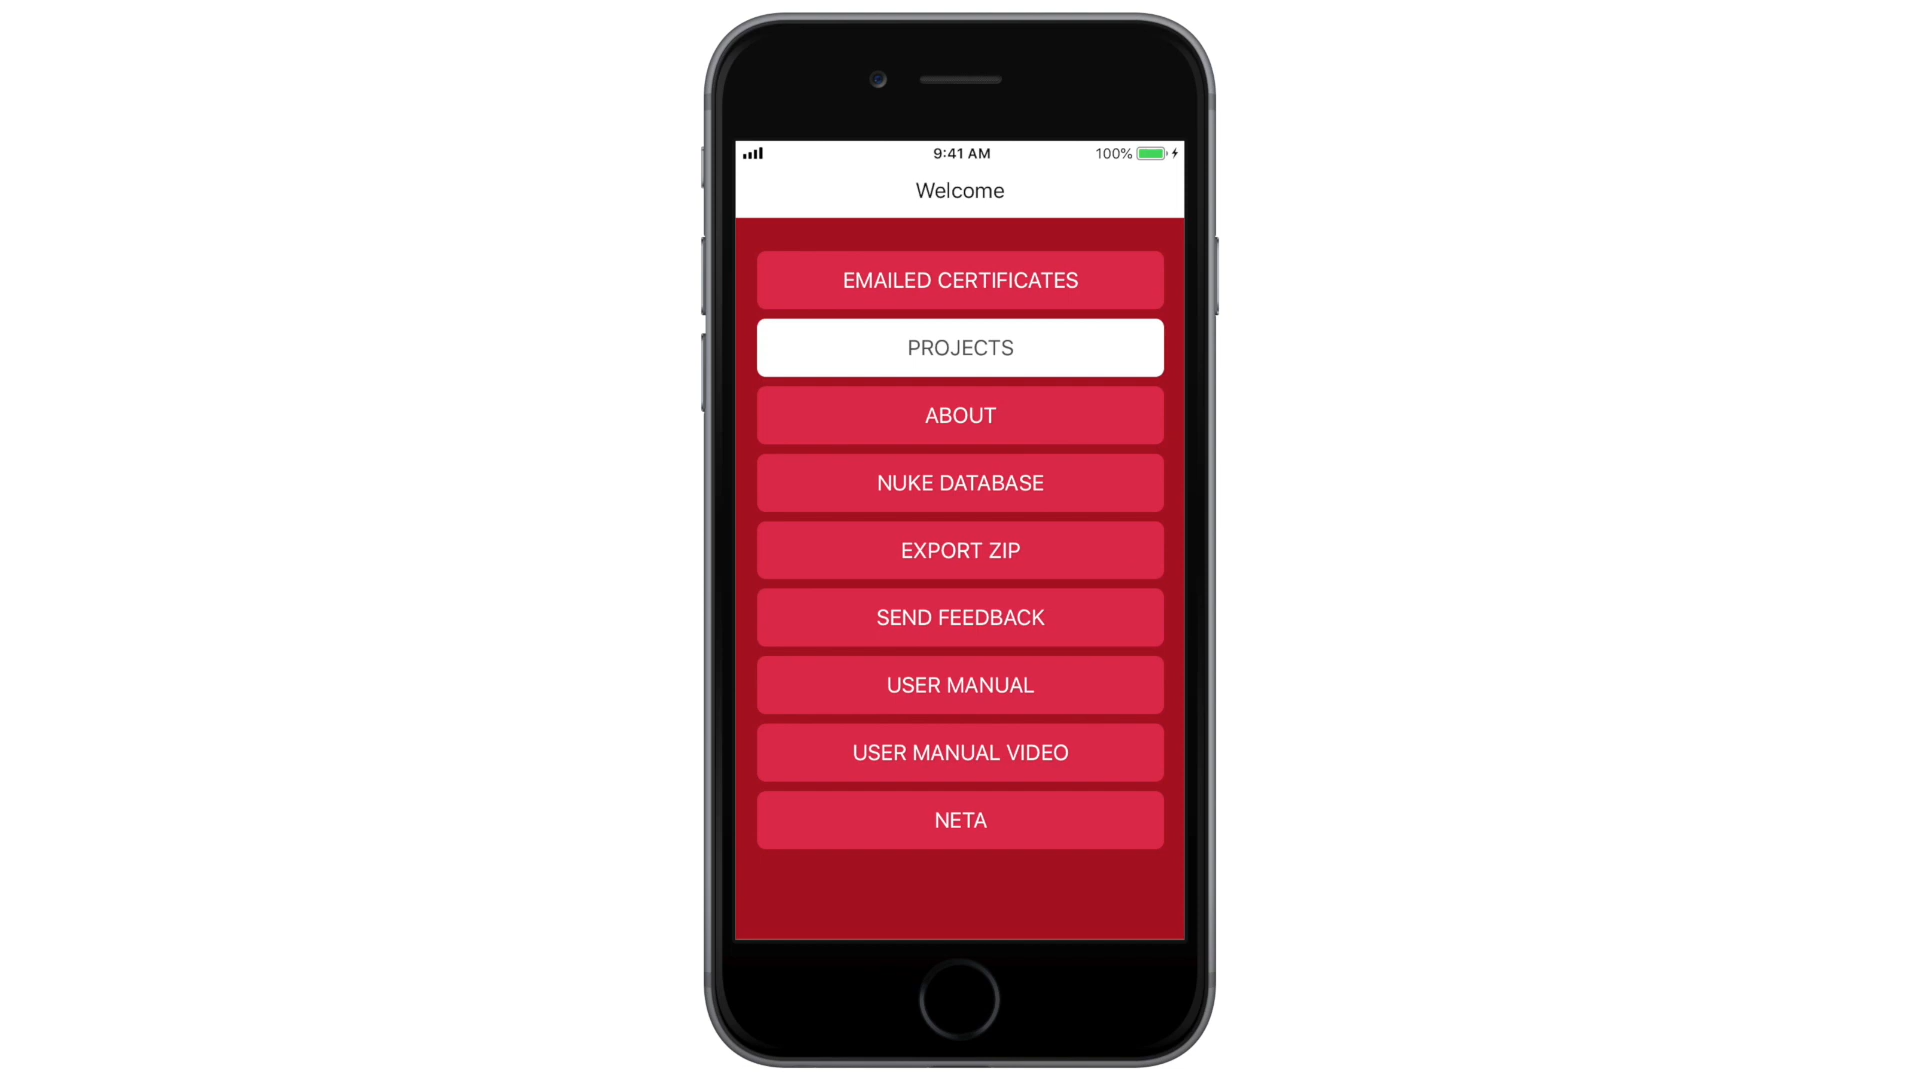 9:41 AM
100%
Welcome
EMAILED CERTIFICATES
PROJECTS
ABOUT
NUKE DATABASE
EXPORT ZIP
SEND FEEDBACK
USER MANUAL
USER MANUAL VIDEO
NETA